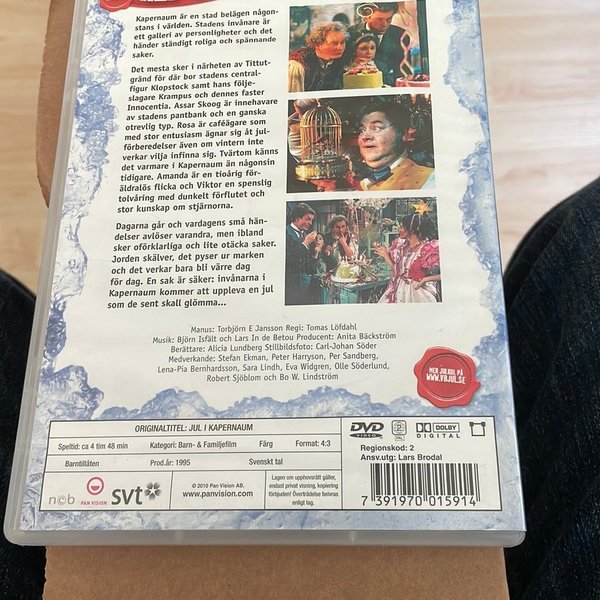 Kapernaum är en stad belägen någon-
stans i världen. Stadens invånare är
ett galleri av personligheter och det
händer ständigt roliga och spännande
saker.
Det mesta sker i närheten av Tittut-
gränd för där bor stadens central-
figur Klopstock samt hans följe-
slagare Krampus och dennes faster
Innocentia. Assar Skoog är innehavare
av stadens pantbank och en ganska
otrevlig typ. Rosa är caféägare som
med stor entusiasm ägnar sig åt jul-
förberedelser även om vintern inte
verkar vilja infinna sig. Tvärtom känns
det varmare i Kapernaum än någonsin
tidigare. Amanda är en tioårig för-
äldralös flicka och Viktor en spenslig
tolvåring med dunkelt förflutet och
stor kunskap om stjärnorna.
Dagarna går och vardagens små hän-
delser avlöser varandra, men ibland
sker oförklarliga och lite otäcka saker.
Jorden skälver, det pyser ur marken
och det verkar bara bli värre dag
för dag. En sak är säker: invånarna i
Kapernaum kommer att uppleva en jul
som de sent skall glömma...
Manus: Torbjörn E Jansson Regi: Tomas Löfdahl
Musik: Björn Isfält och Lars In de Betou Producent: Anita Bäckström
Berättare: Alicia Lundberg Stillbildsfoto: Carl-Johan Söder
Medverkande: Stefan Ekman, Peter Harryson, Per Sandberg,
Lena-Pia Bernhardsson, Sara Lindh, Eva Widgren, Olle Söderlund,
Robert Sjöblom och Bo W. Lindström
MER JULKUL PÅ
WWW.VRJUL.SE
ORIGINALTITEL: JUL I KAPERNAUM
Speltid: ca 4 tim 48 min
Kategori: Barn- & Familjefilm
Färg
Format: 4:3
Barntillåten
Prod.år: 1995
Svenskt tal
DVD
VIDEO
2
PAL
DOLBY
DIGITAL
Regionskod: 2
Ansv.utg: Lars Brodal
ncb
PAN VISION
svt
© 2010 Pan Vision AB.
www.panvision.com
Lagen om upphovsrätt gäller,
endast privat visning, kopiering
förbjuden! Överträdelse beivras
enligt lag.
7 391970 015914